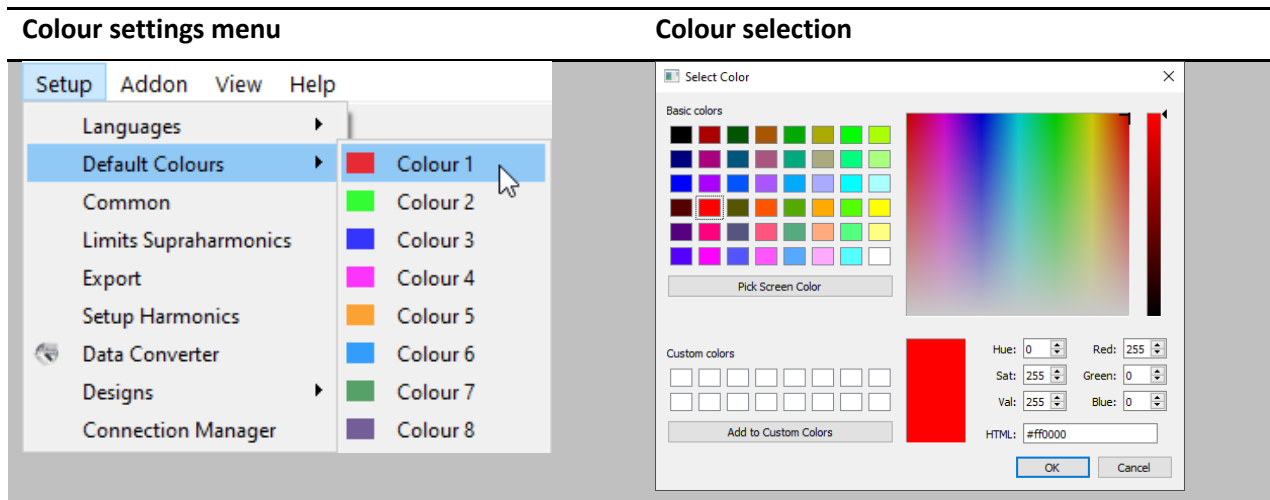 Colour settings menu
Colour selection
Setup Addon View Help
Languages
Default Colours
Common
Limits Supraharmonics
Export
Setup Harmonics
Data Converter
Designs
Connection Manager
Colour 1
Colour 2
Colour 3
Colour 4
Colour 5
Colour 6
Colour 7
Colour 8
Select Color
Basic colors
Pick Screen Color
Custom colors
Add to Custom Colors
Hue: 0 Red: 255
Sat: 255 Green: 0
Val: 255 Blue: 0
HTML: #ff0000
OK Cancel